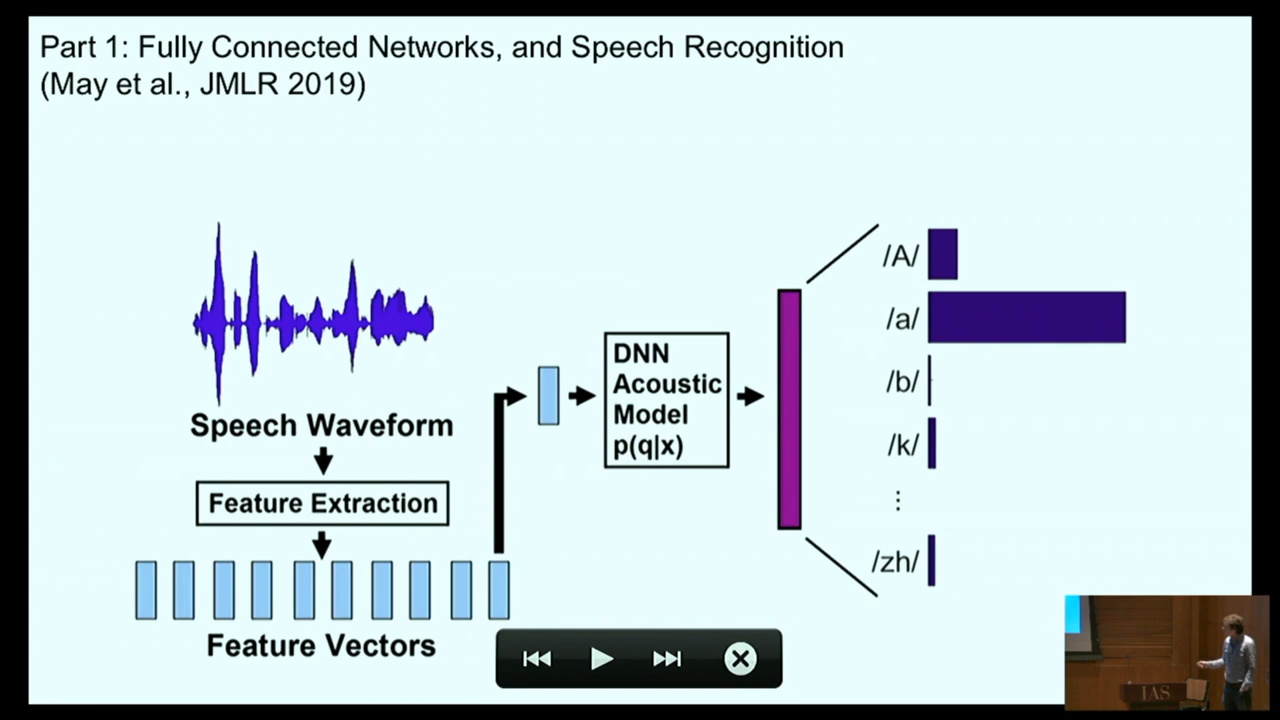 Part 1: Fully Connected Networks, and Speech Recognition
(May et al., JMLR 2019)
Speech Waveform
Feature Extraction
Feature Vectors
DNN
Acoustic
Model
p(q|x)
/A/
/a/
/b/
/k/
⋮
/zh/
IAS